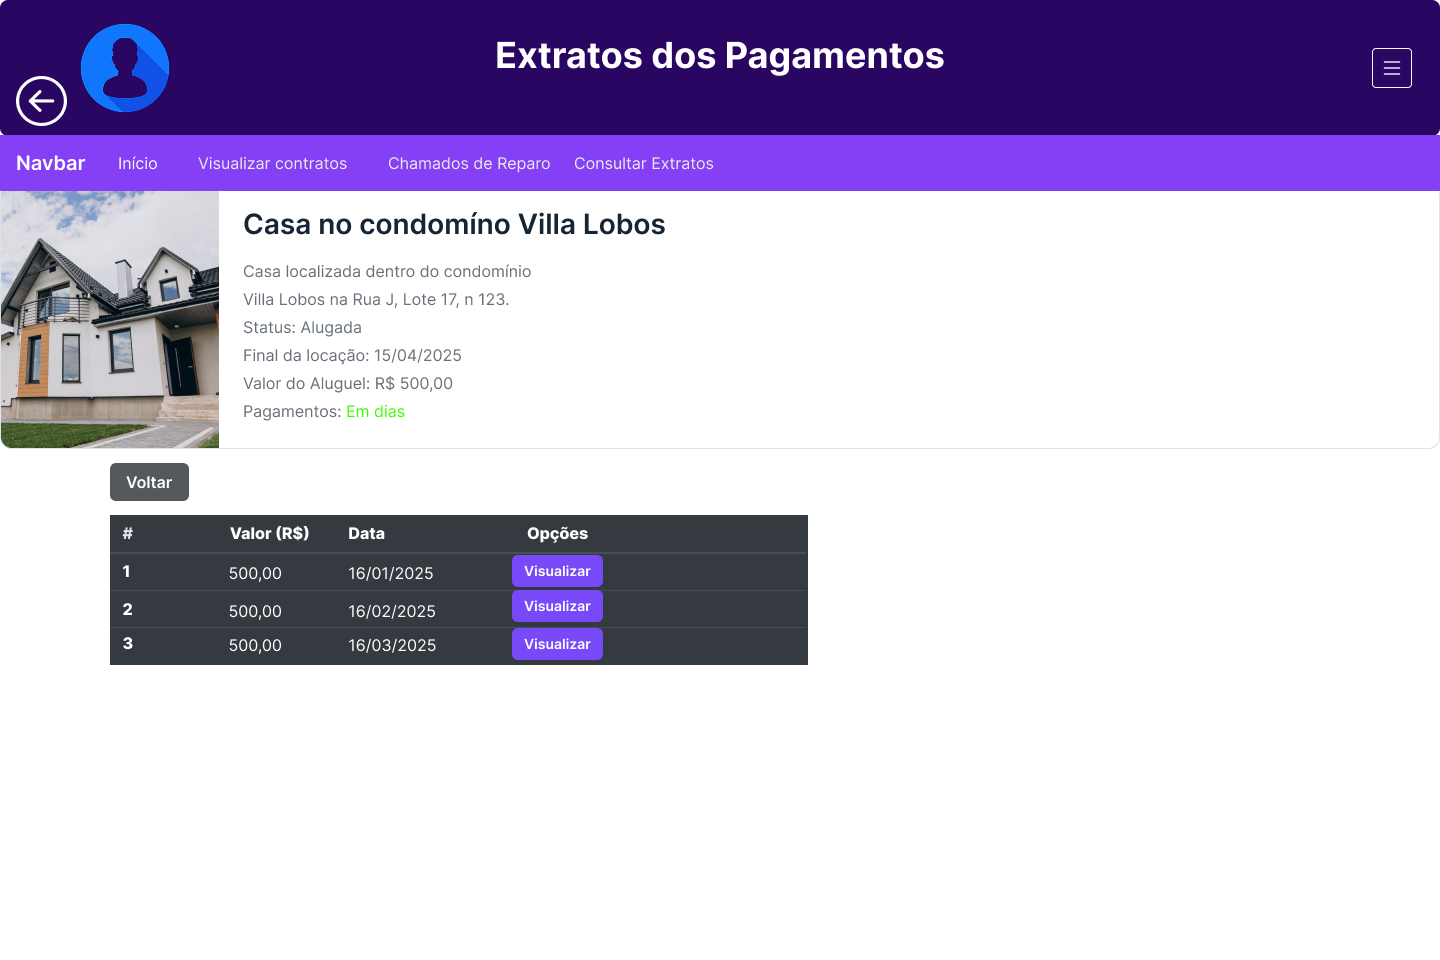 Extratos dos Pagamentos
Navbar Início Visualizar contratos Chamados de Reparo Consultar Extratos
Casa no condomíno Villa Lobos
Casa localizada dentro do condomínio
Villa Lobos na Rua J, Lote 17, n 123.
Status: Alugada
Final da locação: 15/04/2025
Valor do Aluguel: R$ 500,00
Pagamentos: Em dias
Voltar
# Valor (R$) Data Opções
1 500,00 16/01/2025 Visualizar
2 500,00 16/02/2025 Visualizar
3 500,00 16/03/2025 Visualizar